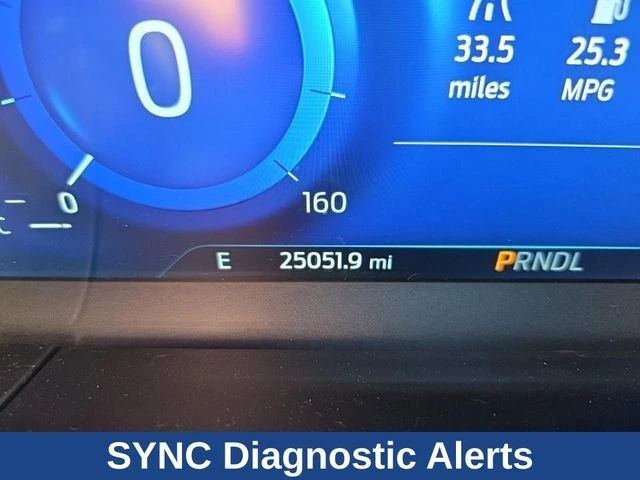 0
33.5 25.3
miles MPG
0 160
C
E 25051.9 mi PRNDL
SYNC Diagnostic Alerts